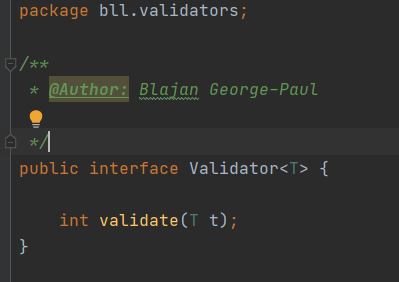 package bll.validators;
/**
* @Author: Blajan George-Paul
*/
public interface Validator<T> {
int validate(T t);
}